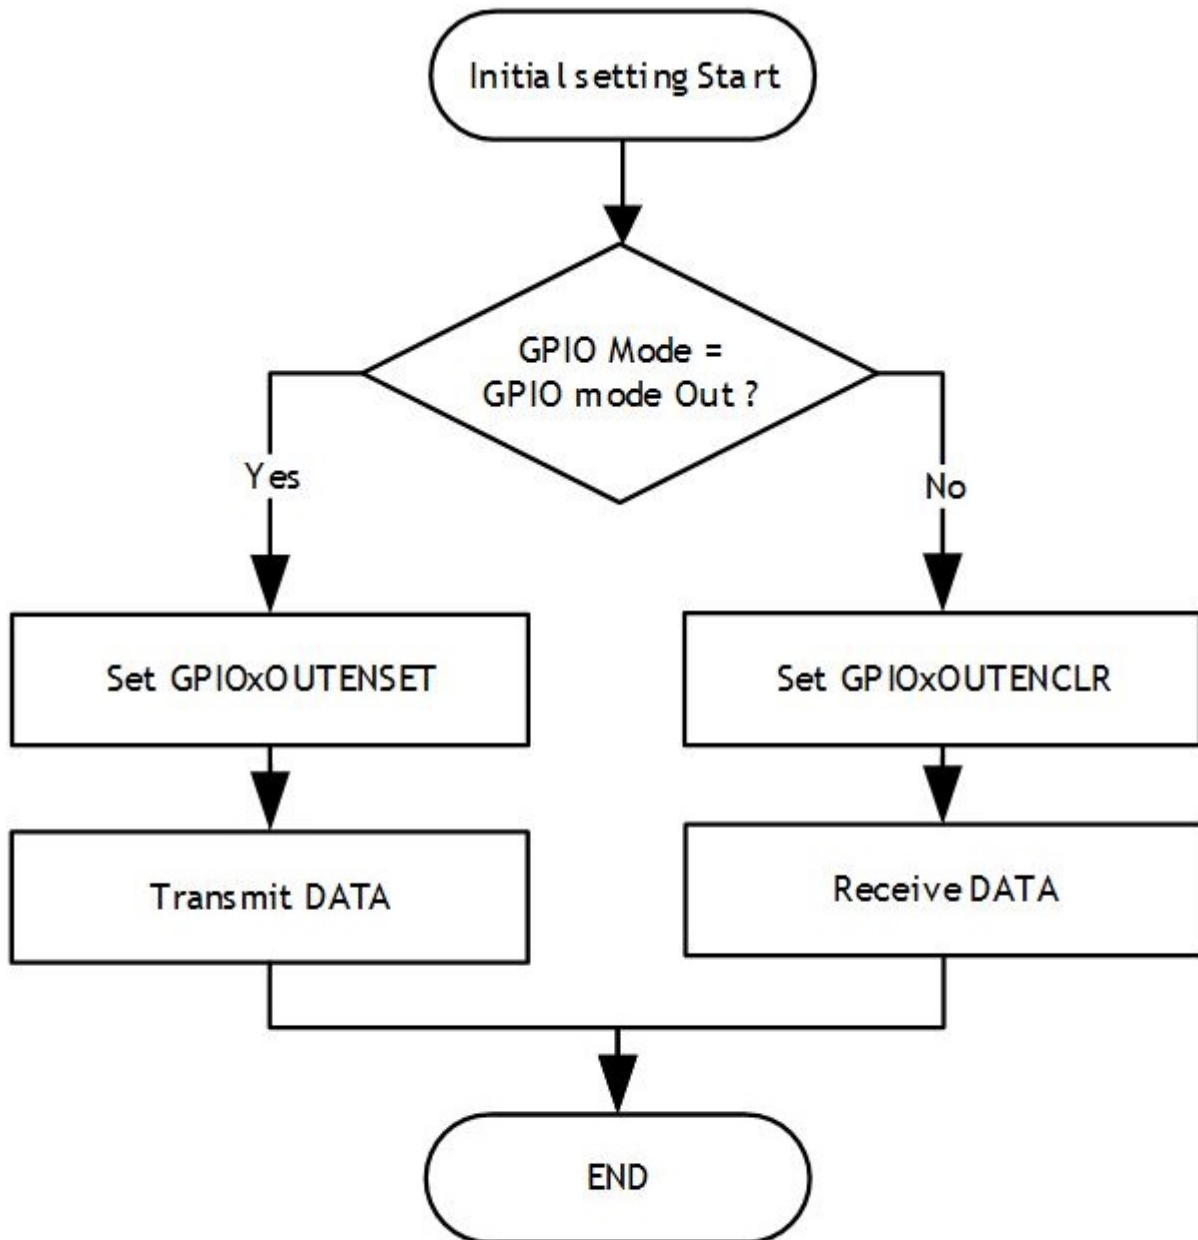 Initial setting Start
GPIO Mode =
GPIO mode Out ?
Yes
No
Set GPIOxOUTENSET
Set GPIOxOUTENCLR
Transmit DATA
Receive DATA
END